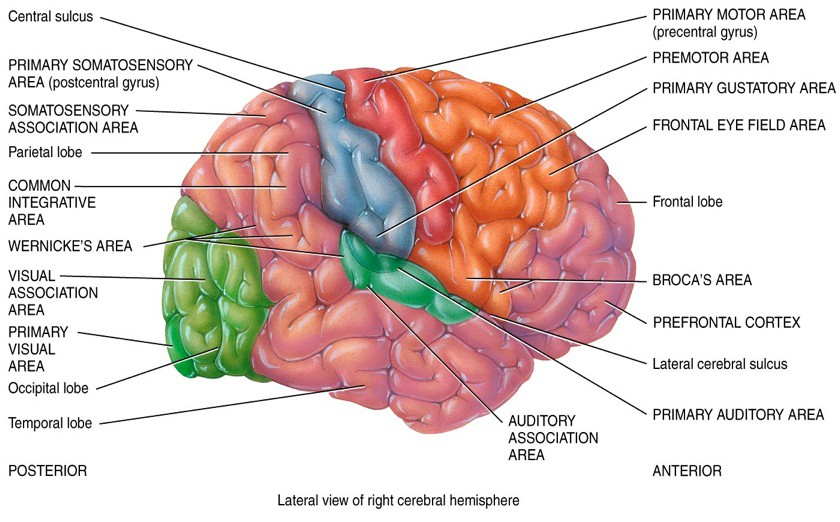 Central sulcus
PRIMARY SOMATOSENSORY
AREA (postcentral gyrus)
SOMATOSENSORY
ASSOCIATION AREA
Parietal lobe
COMMON
INTEGRATIVE
AREA
WERNICKE'S AREA
VISUAL
ASSOCIATION
AREA
PRIMARY
VISUAL
AREA
Occipital lobe
Temporal lobe
POSTERIOR
PRIMARY MOTOR AREA
(precentral gyrus)
PREMOTOR AREA
PRIMARY GUSTATORY AREA
FRONTAL EYE FIELD AREA
Frontal lobe
BROCA'S AREA
PREFRONTAL CORTEX
Lateral cerebral sulcus
PRIMARY AUDITORY AREA
AUDITORY
ASSOCIATION
AREA
ANTERIOR
Lateral view of right cerebral hemisphere